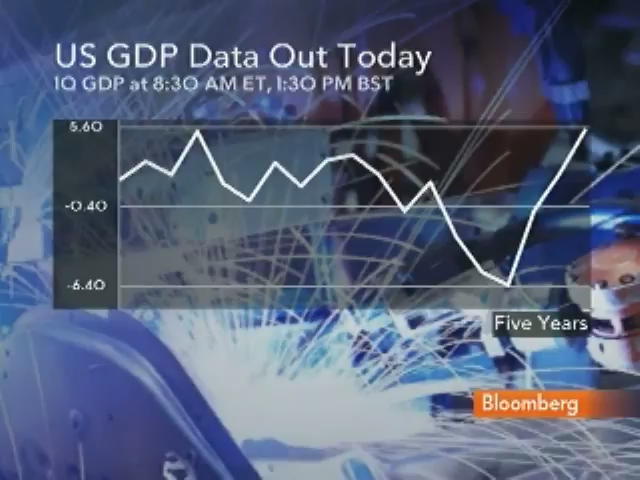 US GDP Data Out Today
1Q GDP at 8:30 AM ET, 1:30 PM BST
5.60
-0.40
-6.40
Five Years
Bloomberg